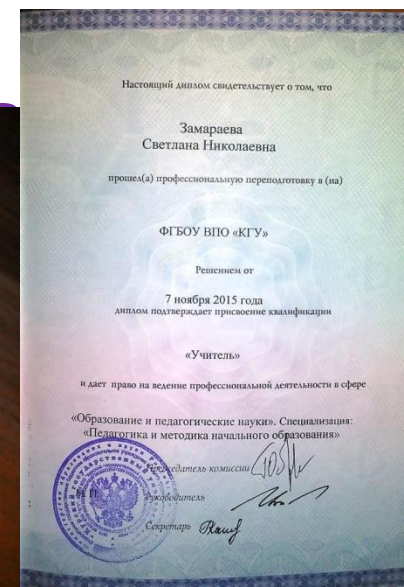 Настоящий диплом свидетельствует о том, что
Замараева
Светлана Николаевна
прошел(а) профессиональную переподготовку в (на)
ФГБОУ ВПО «КГУ»
Решением от
7 ноября 2015 года
диплом подтверждает присвоение квалификации
«Учитель»
и дает право на ведение профессиональной деятельности в сфере
«Образование и педагогические науки». Специализация:
«Педагогика и методика начального образования»
Председатель комиссии
Руководитель
Секретарь